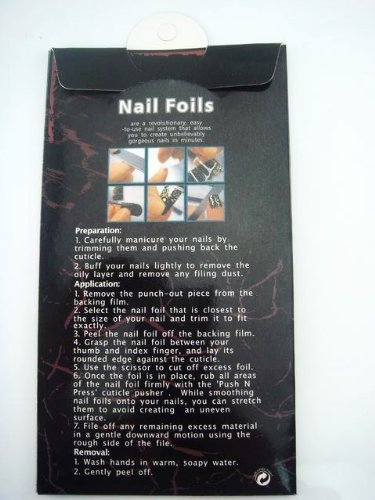 Nail Foils
are a revolutionary, easy
-to-use nail system that allows
you to create unbelievably
gorgeous nails in minutes.
Preparation:
1. Carefully manicure your nails by
trimming them and pushing back the
cuticle.
2. Buff your nails lightly to remove the
oily layer and remove any filing dust.
Application:
1. Remove the punch-out piece from the
backing film.
2. Select the nail foil that is closest to
the size of your nail and trim it to fit
exactly.
3. Peel the nail foil off the backing film.
4. Grasp the nail foil between your
thumb and index finger, and lay its
rounded edge against the cuticle.
5. Use the scissor to cut off excess foil.
6. Once the foil is in place, rub all areas
of the nail foil firmly with the 'Push N
Press' cuticle pusher . While smoothing
nail foils onto your nails, you can stretch
them to avoid creating an uneven
surface.
7. File off any remaining excess material
in a gentle downward motion using the
rough side of the file.
Removal:
1. Wash hands in warm, soapy water.
2. Gently peel off.